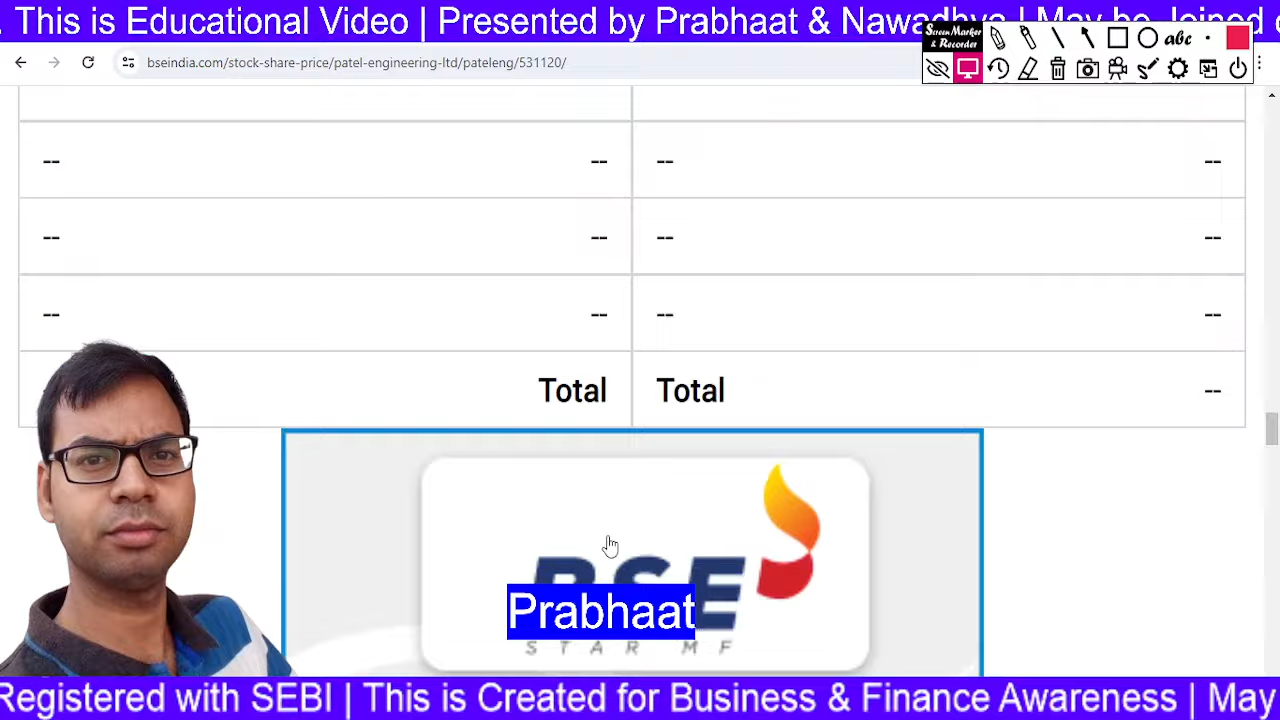 . This is Educational Video | Presented by Prabhaat & Nawadhya | May be Joined
Screen Marker & Recorder
abc
bseindia.com/stock-share-price/patel-engineering-ltd/pateleng/531120/
-- -- -- --
-- -- -- --
-- -- -- --
Total Total --
BSE
Prabhaat
STAR MF
Registered with SEBI | This is Created for Business & Finance Awareness | May